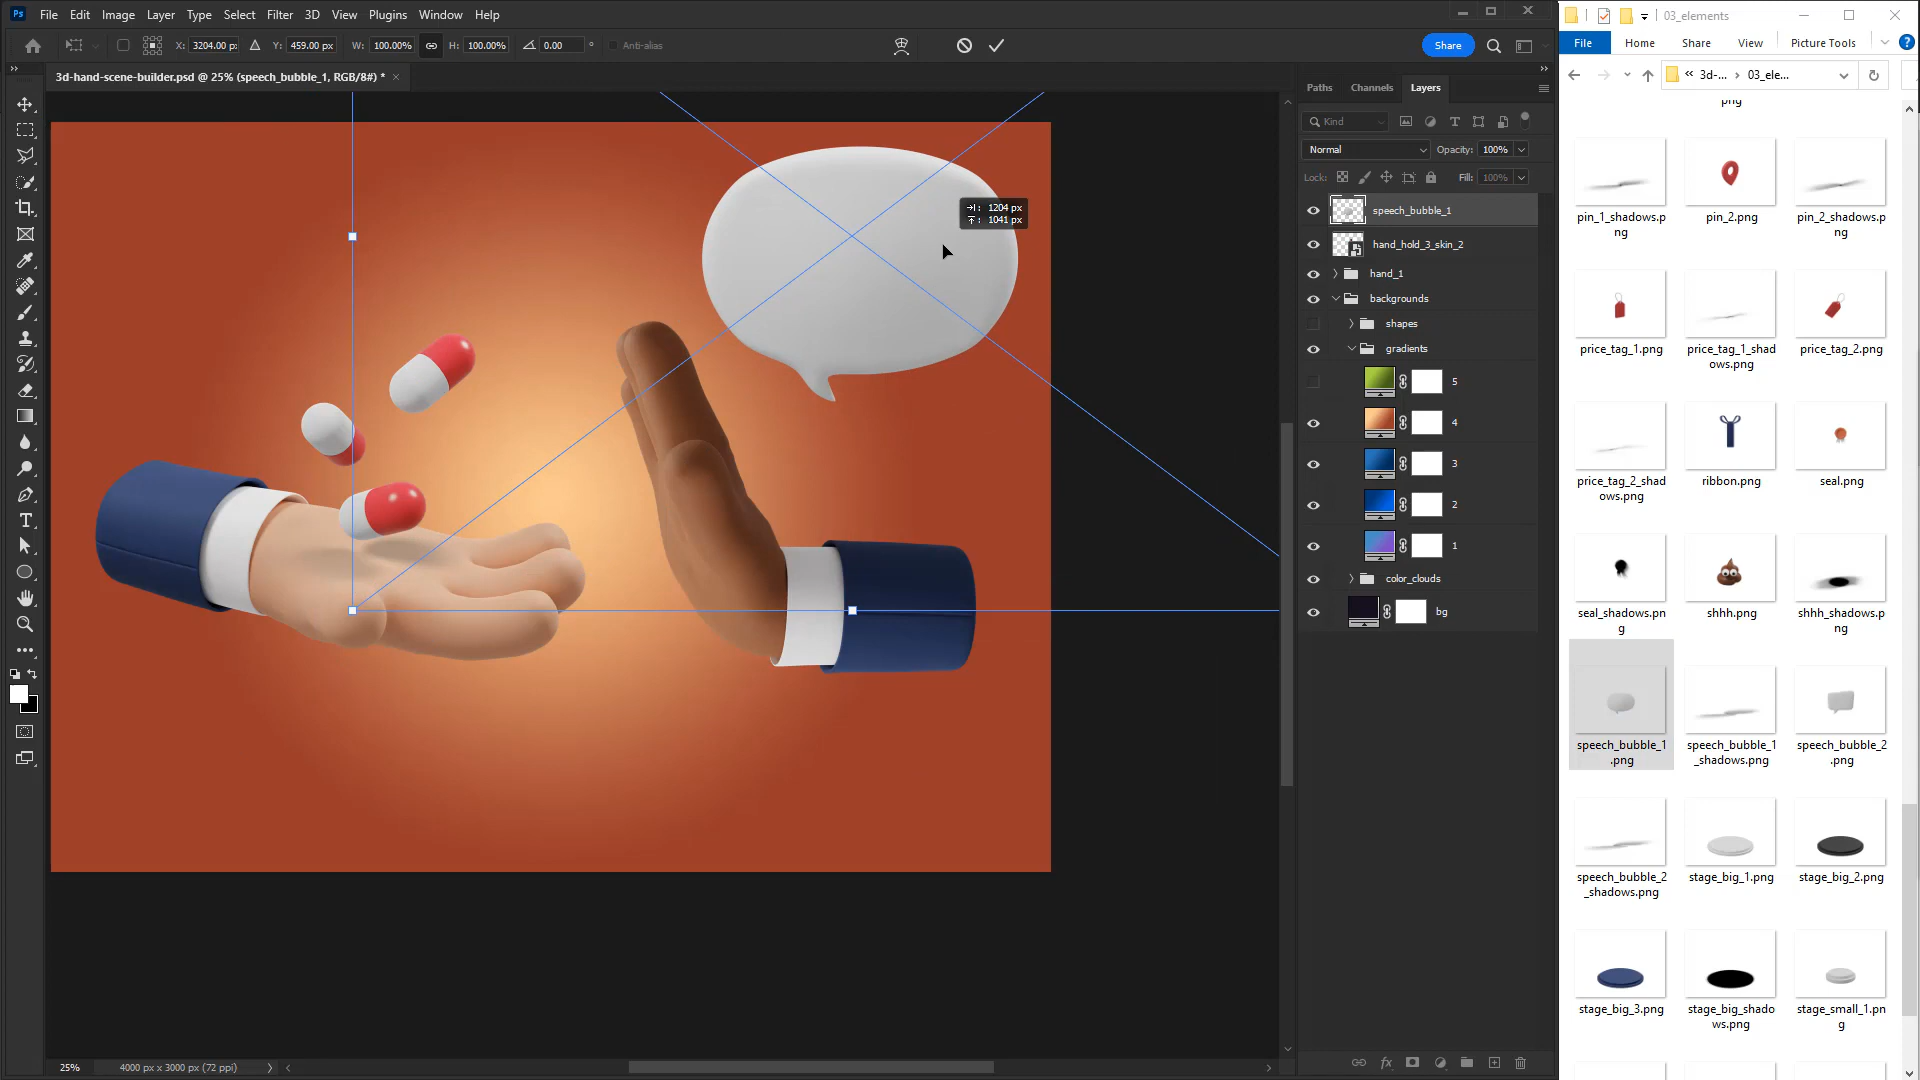 Ps File Edit Image Layer Type Select Filter 3D View Plugins Window Help
X: 3204.00 px Y: 459.00 px W: 100.00% H: 100.00% 0.00 ° Anti-alias Share
3d-hand-scene-builder.psd @ 25% (speech_bubble_1, RGB/8#) * ×
1204 px
1041 px
25% 4000 px x 3000 px (72 ppi)
Paths Channels Layers
Kind
Normal Opacity: 100%
Lock: Fill: 100%
speech_bubble_1
hand_hold_3_skin_2
hand_1
backgrounds
shapes
gradients
5
4
3
2
1
color_clouds
bg
03_elements
File Home Share View Picture Tools
« 3d-... › 03_ele...
png
pin_1_shadows.p
ng
pin_2.png
pin_2_shadows.p
ng
price_tag_1.png
price_tag_1_shad
ows.png
price_tag_2.png
price_tag_2_shad
ows.png
ribbon.png
seal.png
seal_shadows.pn
g
shhh.png
shhh_shadows.p
ng
speech_bubble_1
.png
speech_bubble_1
_shadows.png
speech_bubble_2
.png
speech_bubble_2
_shadows.png
stage_big_1.png
stage_big_2.png
stage_big_3.png
stage_big_shado
ws.png
stage_small_1.pn
g